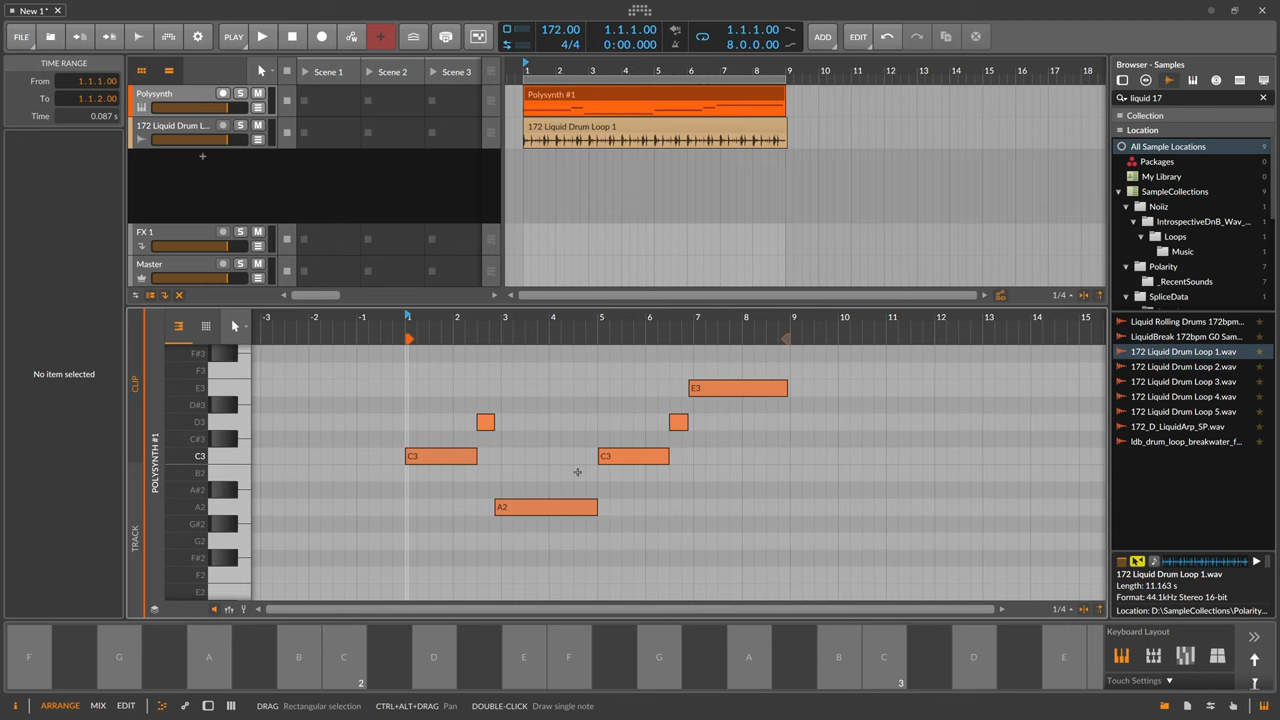 New 1*
FILE
PLAY
172.00
4/4
1.1.1.00
0:00.000
1.1.1.00
8.0.0.00
ADD
EDIT
TIME RANGE
From 1.1.1.00
To 1.1.2.00
Time 0.087 s
No item selected
Scene 1
Scene 2
Scene 3
1 2 3 4 5 6 7 8 9 10 11 12 13 14 15 16 17 18
Polysynth
S M
Polysynth #1
172 Liquid Drum L...
S M
172 Liquid Drum Loop 1
FX 1
S M
Master
S M
1/4
CLIP
TRACK
POLYSYNTH #1
-3 -2 -1 1 2 3 4 5 6 7 8 9 10 11 12 13 14 15
F#3
F3
E3
D#3
D3
C#3
C3
B2
A#2
A2
G#2
G2
F#2
F2
E2
E3
C3
C3
A2
1/4
Browser - Samples
liquid 17
Collection
Location
All Sample Locations 9
Packages 0
My Library 0
SampleCollections 9
Noiiz 1
IntrospectiveDnB_Wav_... 1
Loops 1
Music 1
Polarity 1
_RecentSounds 1
SpliceData 1
Liquid Rolling Drums 172bpm...
LiquidBreak 172bpm G0 Sam...
172 Liquid Drum Loop 1.wav
172 Liquid Drum Loop 2.wav
172 Liquid Drum Loop 3.wav
172 Liquid Drum Loop 4.wav
172 Liquid Drum Loop 5.wav
172_D_LiquidArp_SP.wav
ldb_drum_loop_breakwater_f...
172 Liquid Drum Loop 1.wav
Length: 11.163 s
Format: 44.1kHz Stereo 16-bit
Location: D:\SampleCollections\Polarity...
F G A B C D E F G A B C D E
2 3
Keyboard Layout
Touch Settings
i ARRANGE MIX EDIT
DRAG Rectangular selection CTRL+ALT+DRAG Pan DOUBLE-CLICK Draw single note